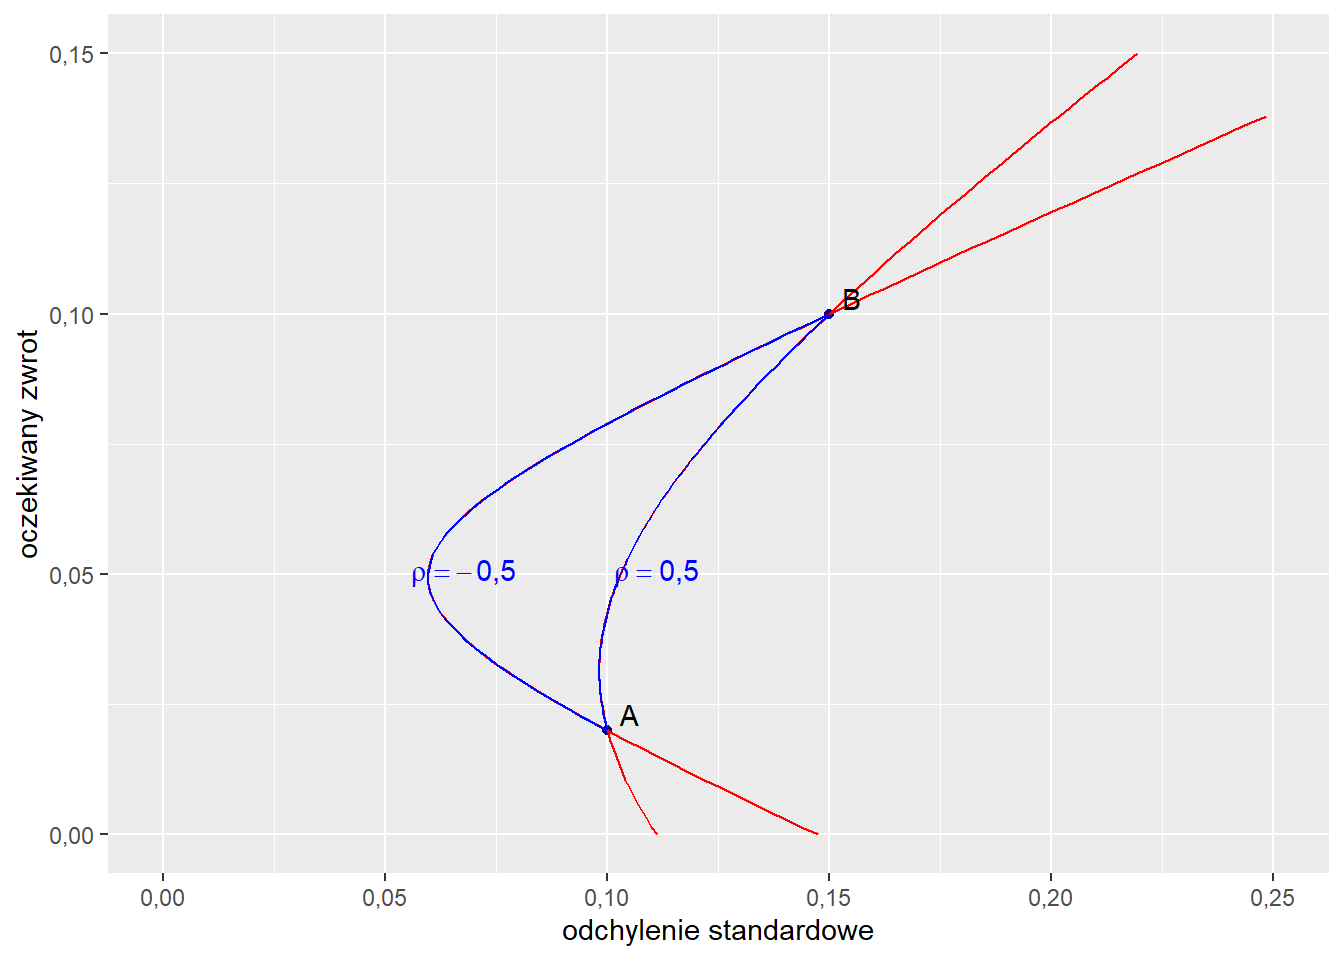 0,15
0,10
0,05
0,00
oczekiwany zwrot
B
ρ = − 0,5
ρ = 0,5
A
0,00 0,05 0,10 0,15 0,20 0,25
odchylenie standardowe